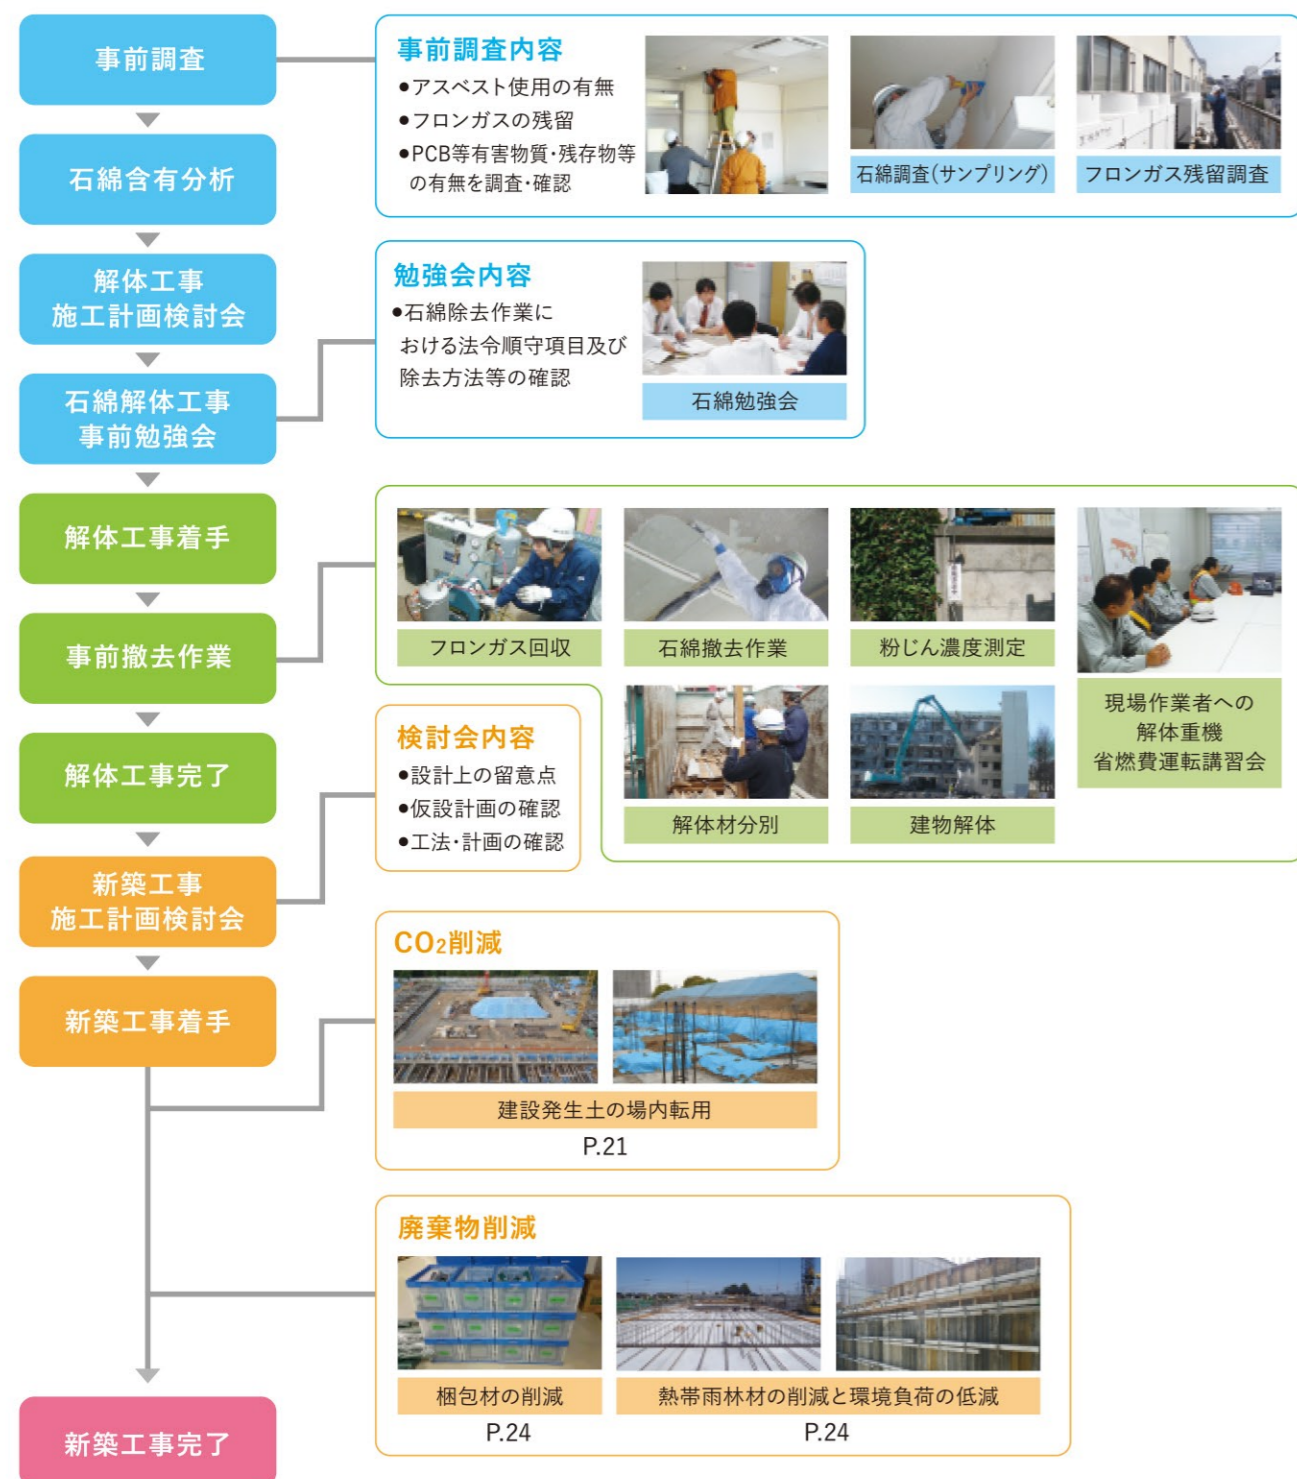 事前調査
石綿含有分析
解体工事
施工計画検討会
石綿解体工事
事前勉強会
解体工事着手
事前撤去作業
解体工事完了
新築工事
施工計画検討会
新築工事着手
新築工事完了
事前調査内容
●アスベスト使用の有無
●フロンガスの残留
●PCB等有害物質・残存物等
の有無を調査・確認
石綿調査(サンプリング)
フロンガス残留調査
勉強会内容
●石綿除去作業に
おける法令順守項目及び
除去方法等の確認
石綿勉強会
フロンガス回収
石綿撤去作業
粉じん濃度測定
現場作業者への
解体重機
省燃費運転講習会
解体材分別
建物解体
検討会内容
●設計上の留意点
●仮設計画の確認
●工法・計画の確認
CO₂削減
建設発生土の場内転用
P.21
廃棄物削減
梱包材の削減
P.24
熱帯雨林材の削減と環境負荷の低減
P.24